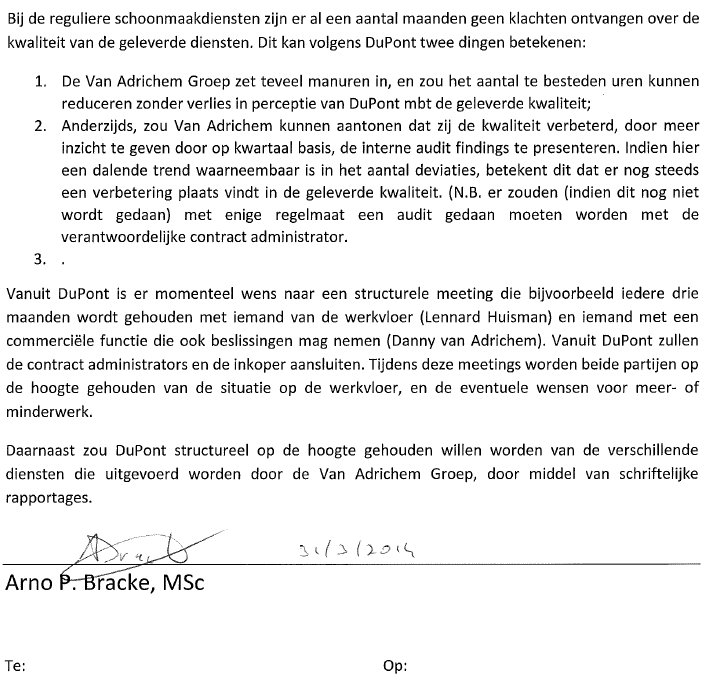 Bij de reguliere schoonmaakdiensten zijn er al een aantal maanden geen klachten ontvangen over de
kwaliteit van de geleverde diensten. Dit kan volgens DuPont twee dingen betekenen:
1. De Van Adrichem Groep zet teveel manuren in, en zou het aantal te besteden uren kunnen
reduceren zonder verlies in perceptie van DuPont mbt de geleverde kwaliteit;
2. Anderzijds, zou Van Adrichem kunnen aantonen dat zij de kwaliteit verbeterd, door meer
inzicht te geven door op kwartaal basis, de interne audit findings te presenteren. Indien hier
een dalende trend waarneembaar is in het aantal deviaties, betekent dit dat er nog steeds
een verbetering plaats vindt in de geleverde kwaliteit. (N.B. er zouden (indien dit nog niet
wordt gedaan) met enige regelmaat een audit gedaan moeten worden met de
verantwoordelijke contract administrator.
3. .
Vanuit DuPont is er momenteel wens naar een structurele meeting die bijvoorbeeld iedere drie
maanden wordt gehouden met iemand van de werkvloer (Lennard Huisman) en iemand met een
commerciële functie die ook beslissingen mag nemen (Danny van Adrichem). Vanuit DuPont zullen
de contract administrators en de inkoper aansluiten. Tijdens deze meetings worden beide partijen op
de hoogte gehouden van de situatie op de werkvloer, en de eventuele wensen voor meer- of
minderwerk.
Daarnaast zou DuPont structureel op de hoogte gehouden willen worden van de verschillende
diensten die uitgevoerd worden door de Van Adrichem Groep, door middel van schriftelijke
rapportages.
31/3/2014
Arno P. Bracke, MSc
Te: Op: